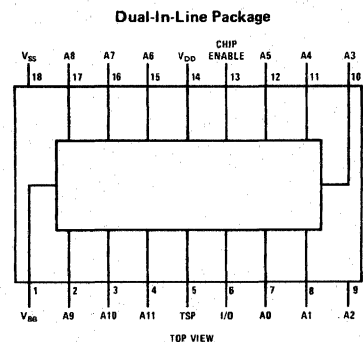 Dual-In-Line Package
CHIP
VSS A8 A7 A6 VDD ENABLE A5 A4 A3
18 17 16 15 14 13 12 11 10
1 2 3 4 5 6 7 8 9
VBB A9 A10 A11 TSP I/O A0 A1 A2
TOP VIEW